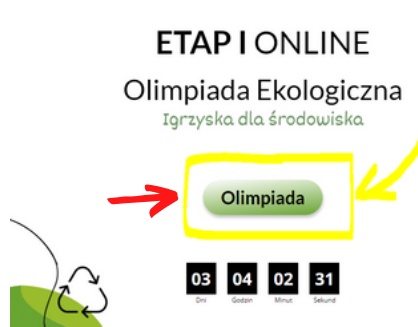 ETAP I ONLINE
Olimpiada Ekologiczna
Igrzyska dla środowiska
Olimpiada
03 04 02 31
Dni Godzin Minut Sekund